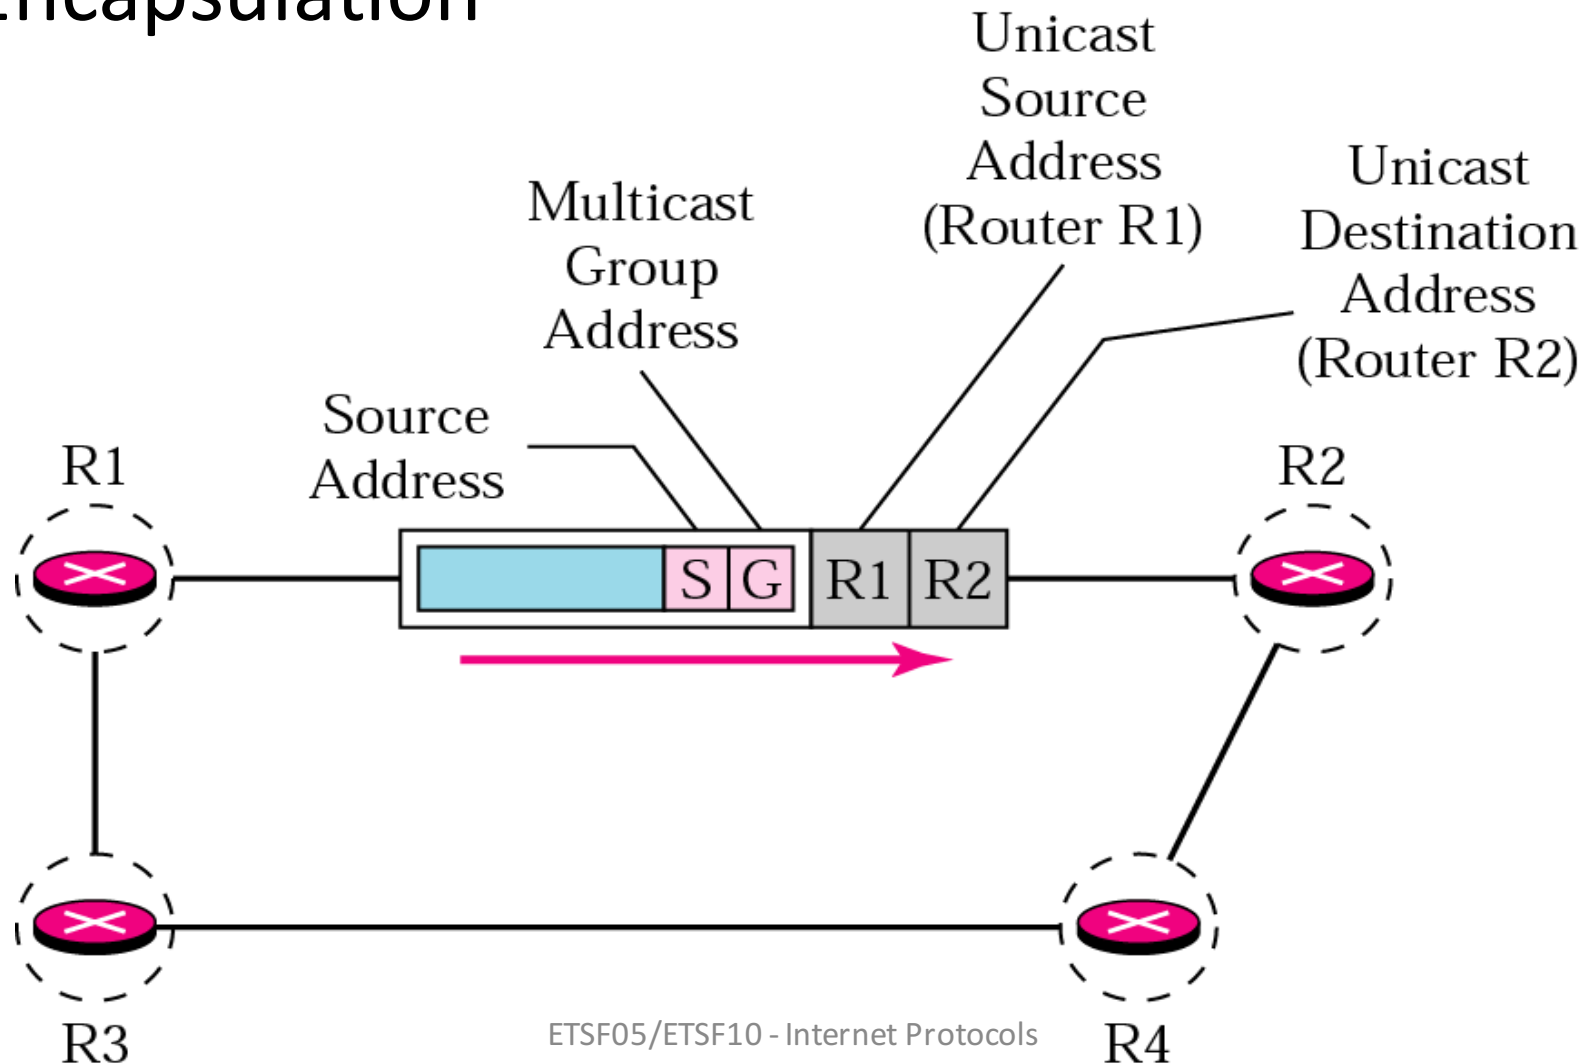 Encapsulation
Unicast
Source
Address
(Router R1)
Unicast
Destination
Address
(Router R2)
Multicast
Group
Address
Source
Address
R1
R2
S G R1 R2
R3
R4
ETSF05/ETSF10 - Internet Protocols